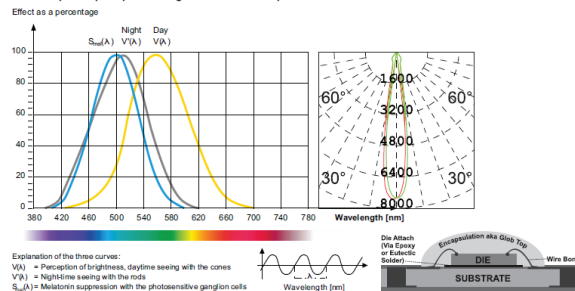 Effect as a percentage
Night Day
Smel(λ) V'(λ) V(λ)
100
80
60
40
20
0
380 420 460 500 540 580 620 660 700 740 780
Wavelength [nm]
1600
3200
4800
6400
8000
60° 60°
30° 30°
Explanation of the three curves:
V(λ) = Perception of brightness, daytime seeing with the cones
V'(λ) = Night-time seeing with the rods
Smel(λ) = Melatonin suppression with the photosensitive ganglion cells
λ
Wavelength [nm]
Die Attach
(Via Epoxy
or Eutectic
Solder)
Encapsulation aka Glob Top
DIE
Wire Bon
SUBSTRATE